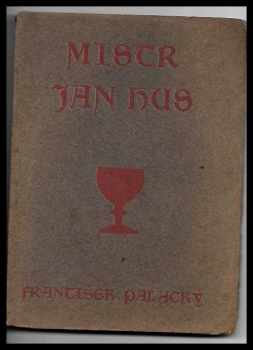 MISTR
JAN HUS
FRANTIŠEK PALACKÝ